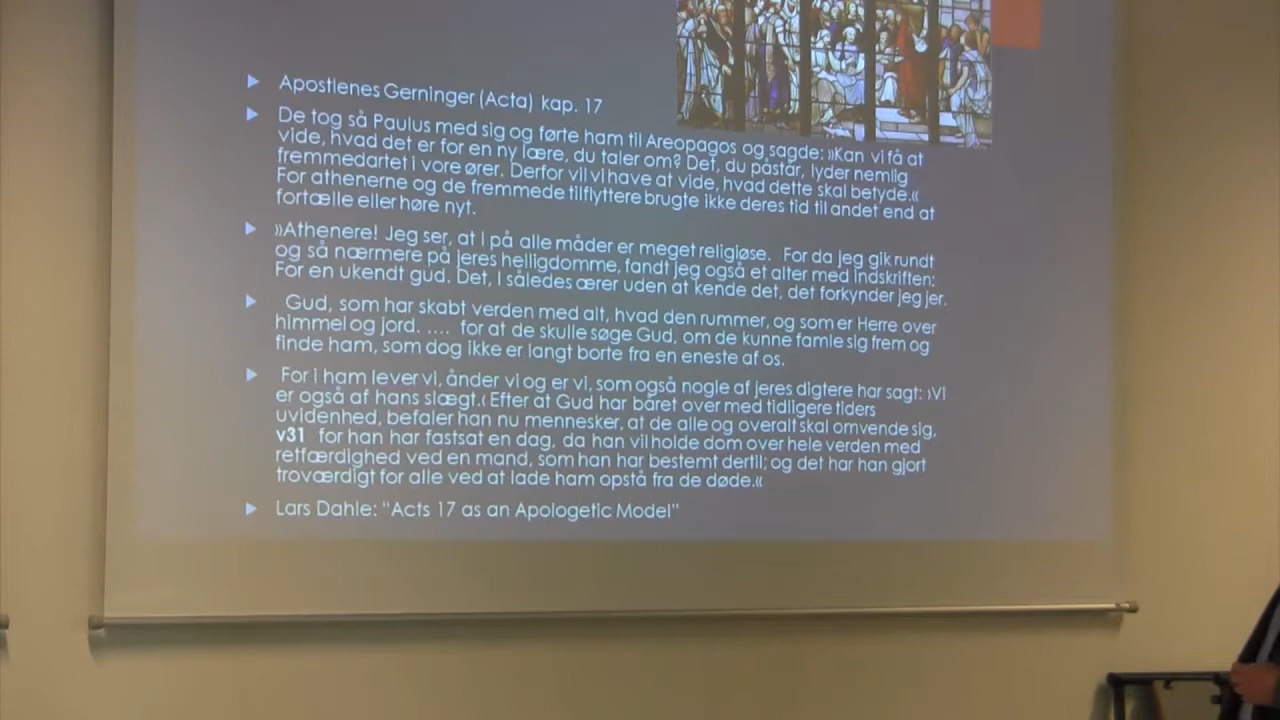 Apostlenes Gerninger (Acta) kap. 17
De tog så Paulus med sig og førte ham til Areopagos og sagde: »Kan vi få at
vide, hvad det er for en ny lære, du taler om? Det, du påstår, lyder nemlig
fremmedartet i vore ører. Derfor vil vi have at vide, hvad dette skal betyde.«
For athenerne og de fremmede tilflyttere brugte ikke deres tid til andet end at
fortælle eller høre nyt.
»Athenere! Jeg ser, at I på alle måder er meget religiøse. For da jeg gik rundt
og så nærmere på jeres helligdomme, fandt jeg også et alter med indskriften:
For en ukendt gud. Det, I således ærer uden at kende det, det forkynder jeg jer.
Gud, som har skabt verden med alt, hvad den rummer, og som er Herre over
himmel og jord. .... for at de skulle søge Gud, om de kunne famle sig frem og
finde ham, som dog ikke er langt borte fra en eneste af os.
For i ham lever vi, ånder vi og er vi, som også nogle af jeres digtere har sagt: ›Vi
er også af hans slægt.‹ Efter at Gud har båret over med tidligere tiders
uvidenhed, befaler han nu mennesker, at de alle og overalt skal omvende sig,
v31 for han har fastsat en dag, da han vil holde dom over hele verden med
retfærdighed ved en mand, som han har bestemt dertil; og det har han gjort
troværdigt for alle ved at lade ham opstå fra de døde.«
Lars Dahle: "Acts 17 as an Apologetic Model"